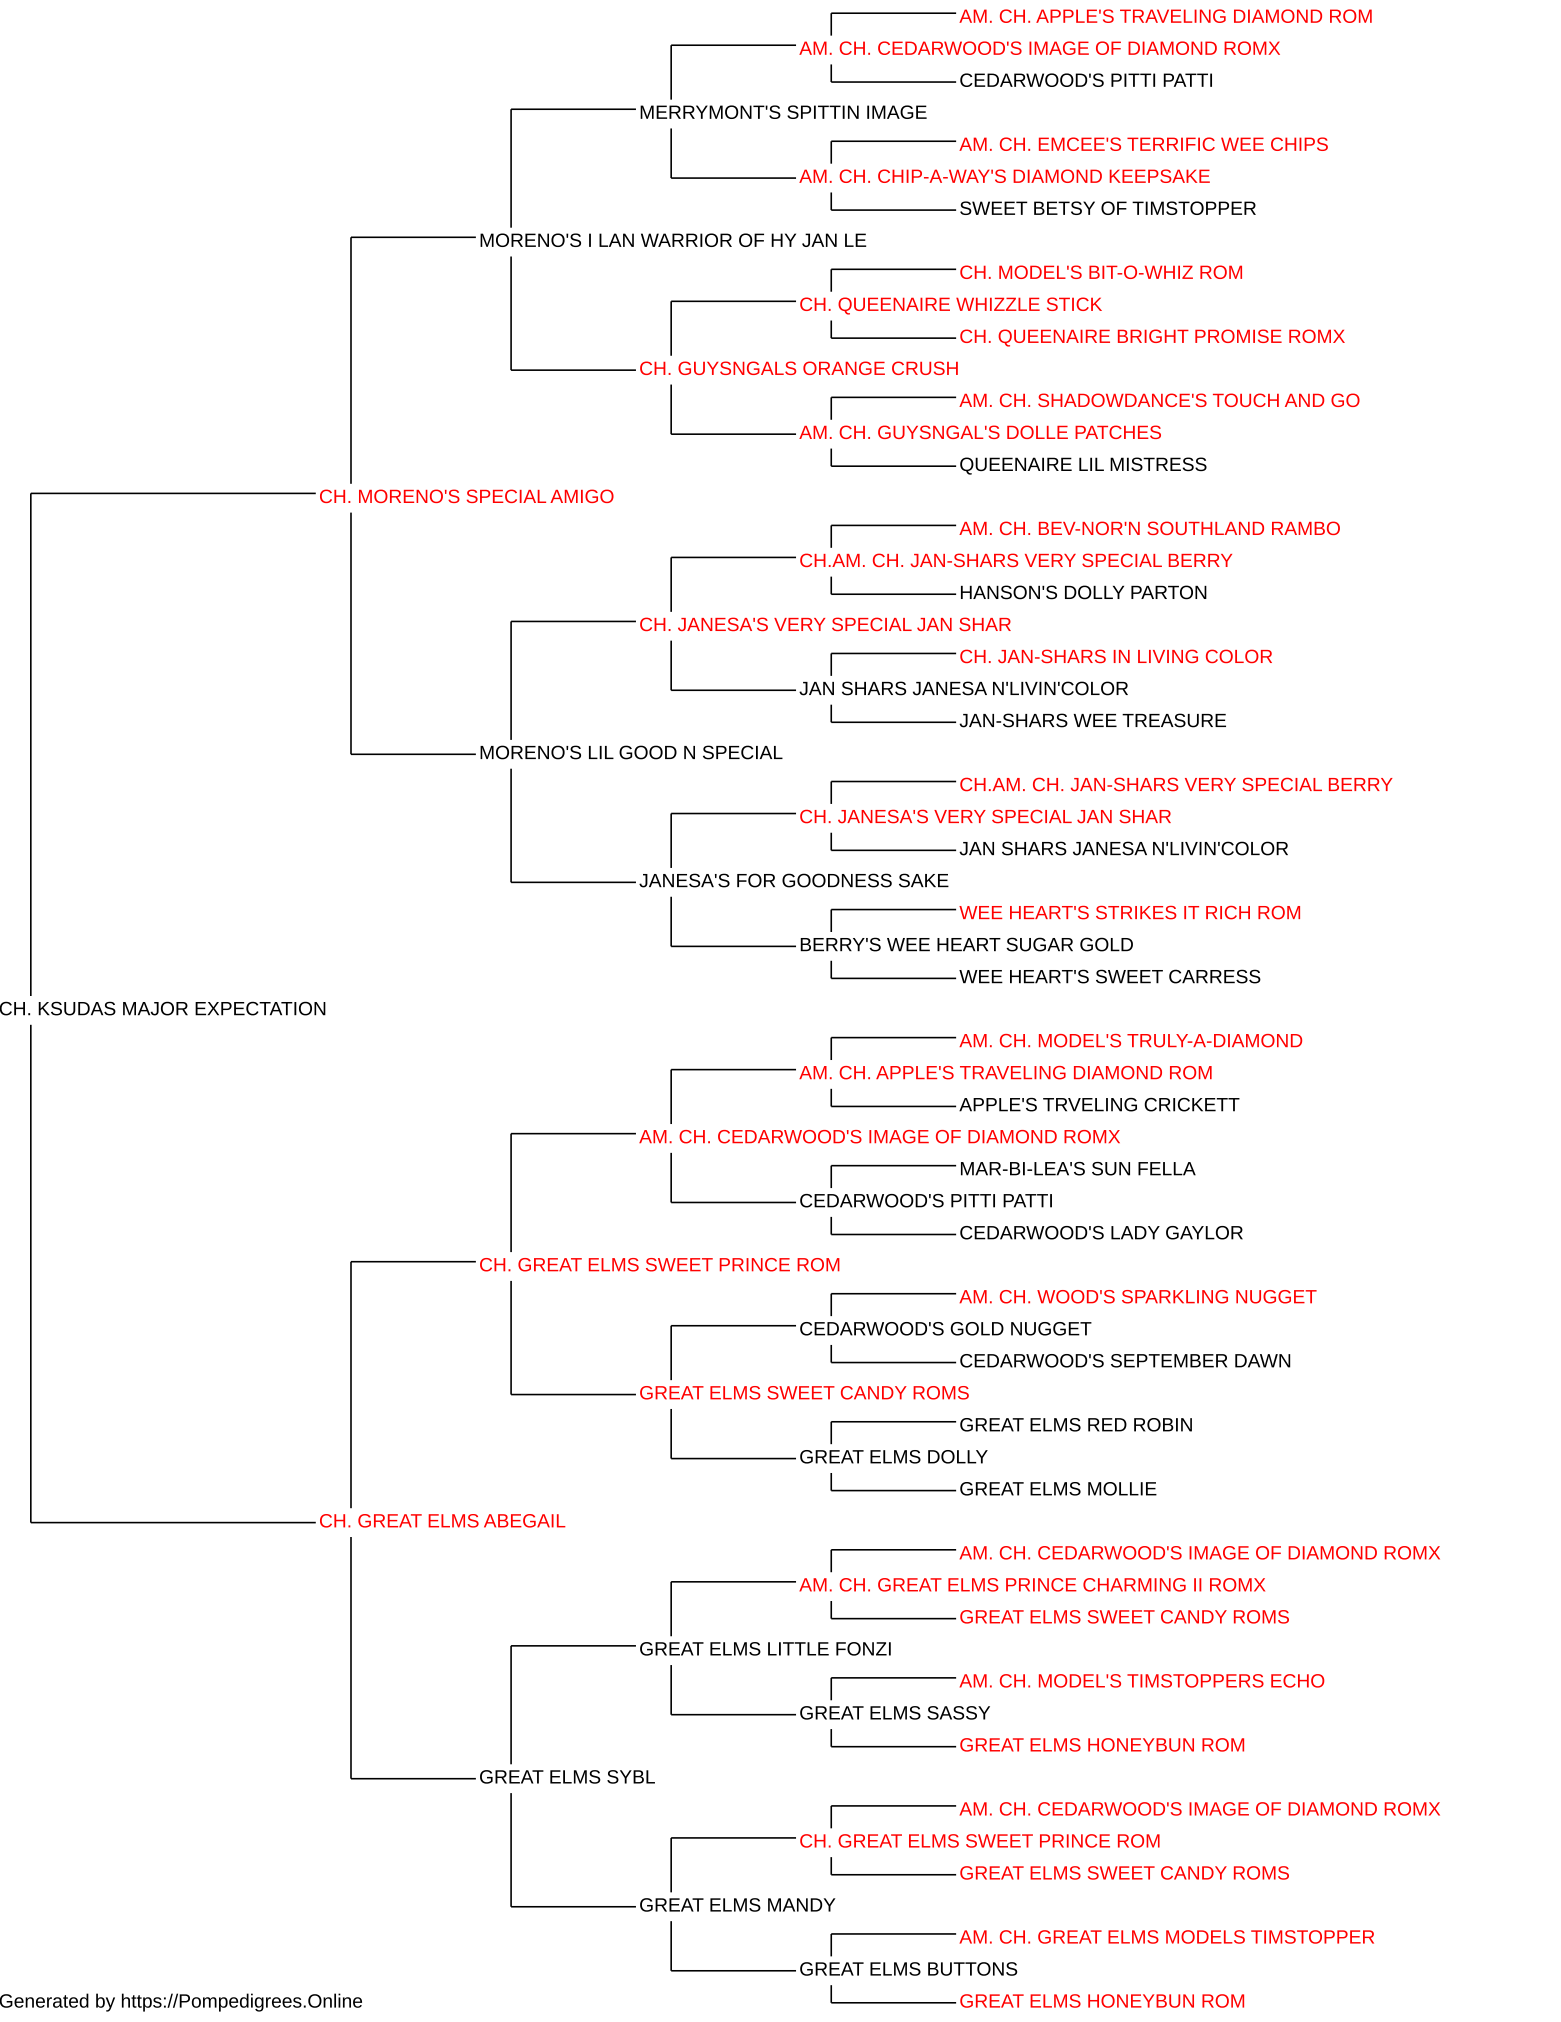 AM. CH. APPLE'S TRAVELING DIAMOND ROM
AM. CH. CEDARWOOD'S IMAGE OF DIAMOND ROMX
CEDARWOOD'S PITTI PATTI
MERRYMONT'S SPITTIN IMAGE
AM. CH. EMCEE'S TERRIFIC WEE CHIPS
AM. CH. CHIP-A-WAY'S DIAMOND KEEPSAKE
SWEET BETSY OF TIMSTOPPER
MORENO'S I LAN WARRIOR OF HY JAN LE
CH. MODEL'S BIT-O-WHIZ ROM
CH. QUEENAIRE WHIZZLE STICK
CH. QUEENAIRE BRIGHT PROMISE ROMX
CH. GUYSNGALS ORANGE CRUSH
AM. CH. SHADOWDANCE'S TOUCH AND GO
AM. CH. GUYSNGAL'S DOLLE PATCHES
QUEENAIRE LIL MISTRESS
CH. MORENO'S SPECIAL AMIGO
AM. CH. BEV-NOR'N SOUTHLAND RAMBO
CH.AM. CH. JAN-SHARS VERY SPECIAL BERRY
HANSON'S DOLLY PARTON
CH. JANESA'S VERY SPECIAL JAN SHAR
CH. JAN-SHARS IN LIVING COLOR
JAN SHARS JANESA N'LIVIN'COLOR
JAN-SHARS WEE TREASURE
MORENO'S LIL GOOD N SPECIAL
CH.AM. CH. JAN-SHARS VERY SPECIAL BERRY
CH. JANESA'S VERY SPECIAL JAN SHAR
JAN SHARS JANESA N'LIVIN'COLOR
JANESA'S FOR GOODNESS SAKE
WEE HEART'S STRIKES IT RICH ROM
BERRY'S WEE HEART SUGAR GOLD
WEE HEART'S SWEET CARRESS
CH. KSUDAS MAJOR EXPECTATION
AM. CH. MODEL'S TRULY-A-DIAMOND
AM. CH. APPLE'S TRAVELING DIAMOND ROM
APPLE'S TRVELING CRICKETT
AM. CH. CEDARWOOD'S IMAGE OF DIAMOND ROMX
MAR-BI-LEA'S SUN FELLA
CEDARWOOD'S PITTI PATTI
CEDARWOOD'S LADY GAYLOR
CH. GREAT ELMS SWEET PRINCE ROM
AM. CH. WOOD'S SPARKLING NUGGET
CEDARWOOD'S GOLD NUGGET
CEDARWOOD'S SEPTEMBER DAWN
GREAT ELMS SWEET CANDY ROMS
GREAT ELMS RED ROBIN
GREAT ELMS DOLLY
GREAT ELMS MOLLIE
CH. GREAT ELMS ABEGAIL
AM. CH. CEDARWOOD'S IMAGE OF DIAMOND ROMX
AM. CH. GREAT ELMS PRINCE CHARMING II ROMX
GREAT ELMS SWEET CANDY ROMS
GREAT ELMS LITTLE FONZI
AM. CH. MODEL'S TIMSTOPPERS ECHO
GREAT ELMS SASSY
GREAT ELMS HONEYBUN ROM
GREAT ELMS SYBL
AM. CH. CEDARWOOD'S IMAGE OF DIAMOND ROMX
CH. GREAT ELMS SWEET PRINCE ROM
GREAT ELMS SWEET CANDY ROMS
GREAT ELMS MANDY
AM. CH. GREAT ELMS MODELS TIMSTOPPER
GREAT ELMS BUTTONS
GREAT ELMS HONEYBUN ROM
Generated by https://Pompedigrees.Online